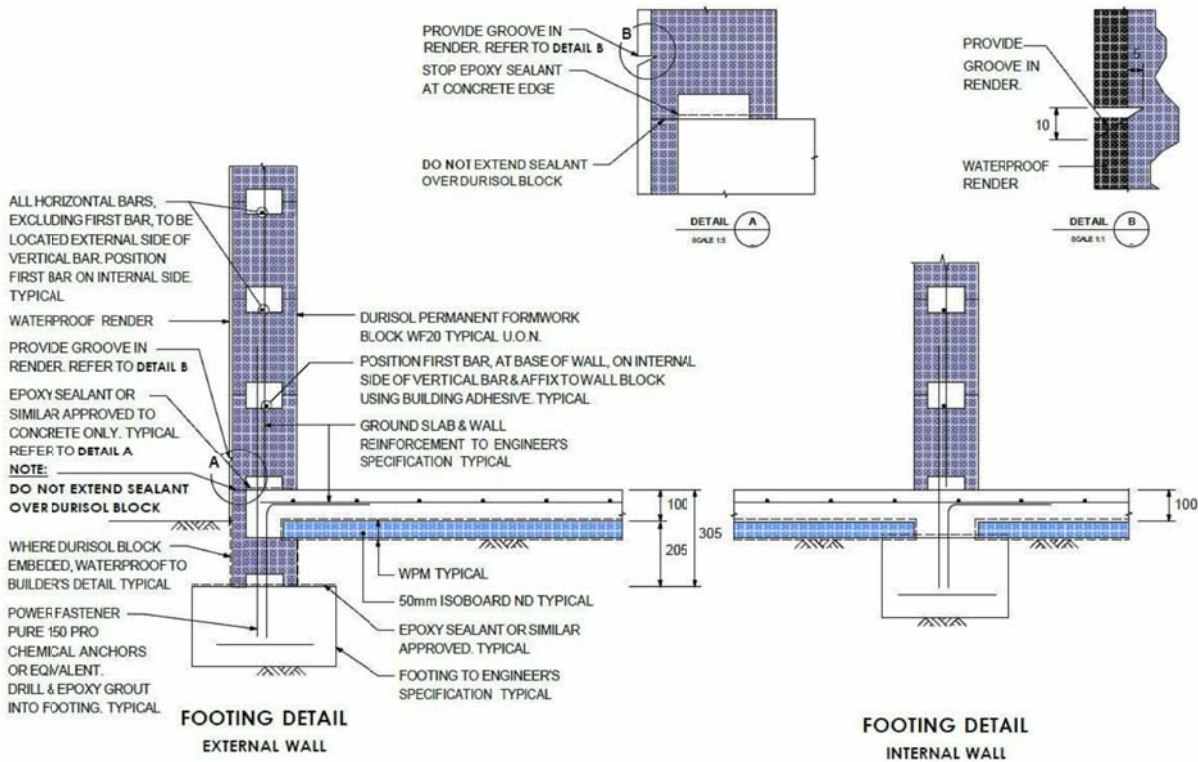 PROVIDE GROOVE IN
RENDER. REFER TO DETAIL B
STOP EPOXY SEALANT
AT CONCRETE EDGE
DO NOT EXTEND SEALANT
OVER DURISOL BLOCK
B
DETAIL A
SCALE 1:5
PROVIDE
GROOVE IN
RENDER.
5
10
WATERPROOF
RENDER
DETAIL B
SCALE 1:1
ALL HORIZONTAL BARS,
EXCLUDING FIRST BAR, TO BE
LOCATED EXTERNAL SIDE OF
VERTICAL BAR. POSITION
FIRST BAR ON INTERNAL SIDE.
TYPICAL
WATERPROOF RENDER
PROVIDE GROOVE IN
RENDER. REFER TO DETAIL B
EPOXY SEALANT OR
SIMILAR APPROVED TO
CONCRETE ONLY. TYPICAL
REFER TO DETAIL A
NOTE:
DO NOT EXTEND SEALANT
OVER DURISOL BLOCK
WHERE DURISOL BLOCK
EMBEDED, WATERPROOF TO
BUILDER'S DETAIL TYPICAL
POWER FASTENER
PURE 150 PRO
CHEMICAL ANCHORS
OR EQIVALENT.
DRILL & EPOXY GROUT
INTO FOOTING. TYPICAL
A
DURISOL PERMANENT FORMWORK
BLOCK WF20 TYPICAL U.O.N.
POSITION FIRST BAR, AT BASE OF WALL, ON INTERNAL
SIDE OF VERTICAL BAR & AFFIX TO WALL BLOCK
USING BUILDING ADHESIVE. TYPICAL
GROUND SLAB & WALL
REINFORCEMENT TO ENGINEER'S
SPECIFICATION TYPICAL
100
205
305
WPM TYPICAL
50mm ISOBOARD ND TYPICAL
EPOXY SEALANT OR SIMILAR
APPROVED. TYPICAL
FOOTING TO ENGINEER'S
SPECIFICATION TYPICAL
FOOTING DETAIL
EXTERNAL WALL
100
FOOTING DETAIL
INTERNAL WALL